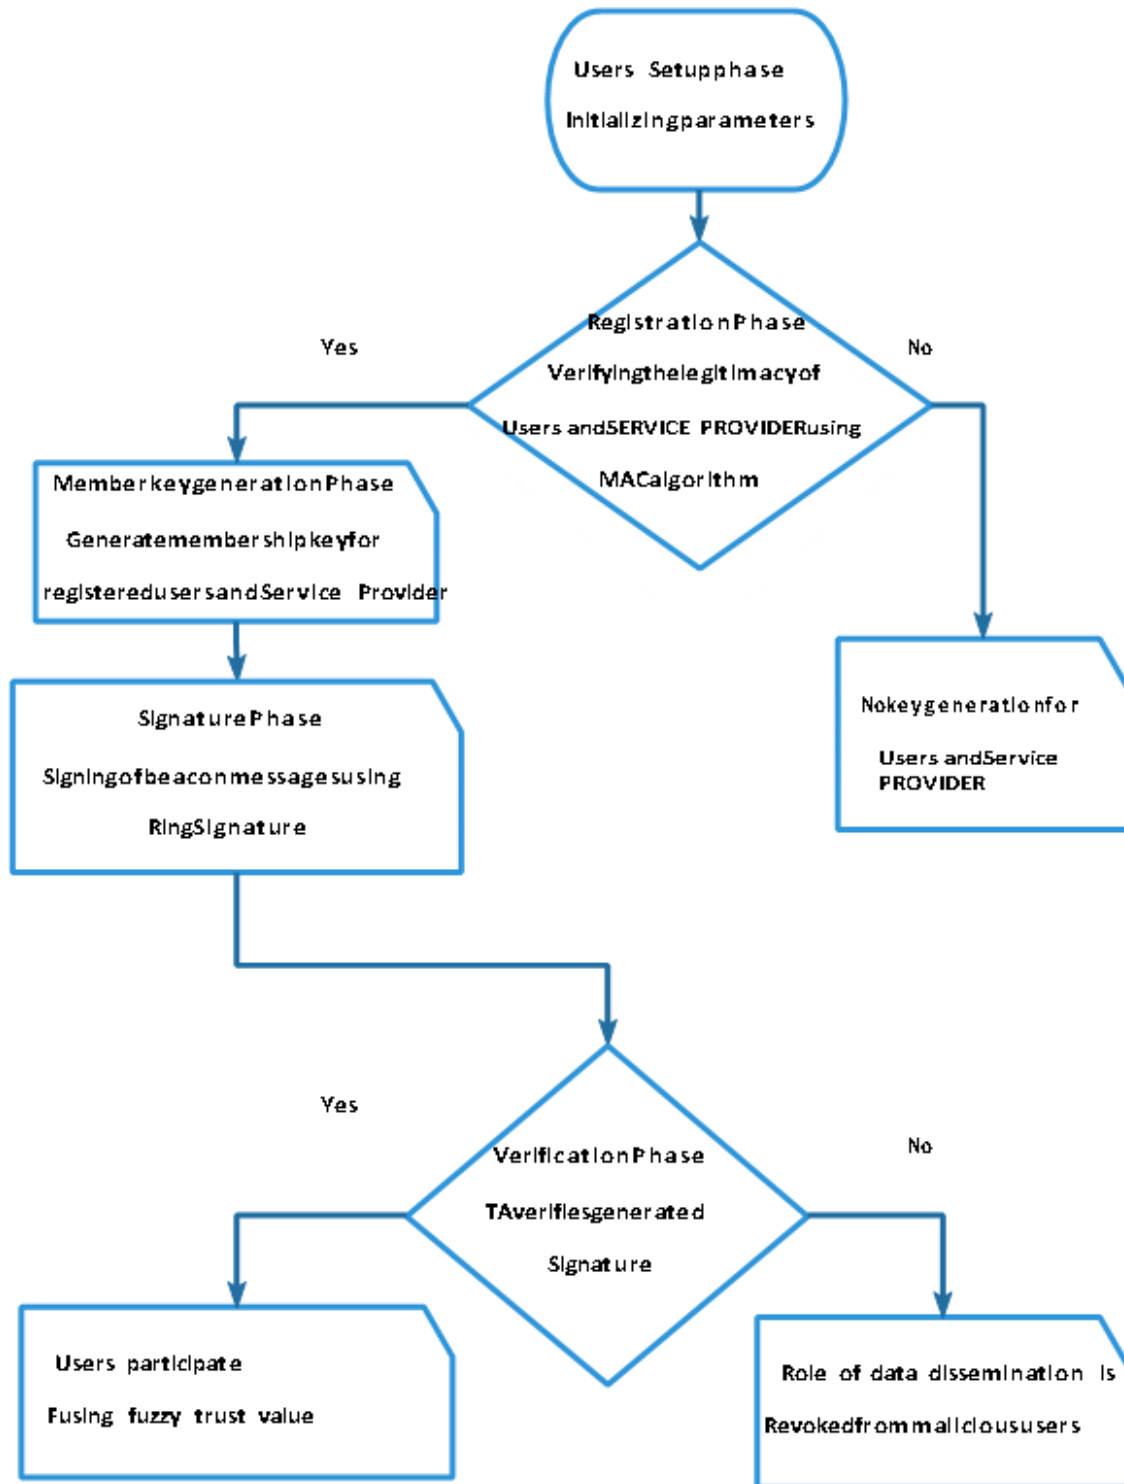 Users Setupphase
Initializingparameters
RegistrationPhase
Yes
No
Verifyingthelegitimacyof
Users andSERVICE PROVIDERusing
MACalgorithm
MemberkeygenerationPhase
Generatemembershipkeyfor
registeredusersandService Provider
SignaturePhase
Signingofbeaconmessagesusing
RingSignature
Nokeygenerationfor
Users andService
PROVIDER
Yes
No
VerificationPhase
TAverifiesgenerated
Signature
Users participate
Fusing fuzzy trust value
Role of data dissemination is
Revokedfrommalicioususers